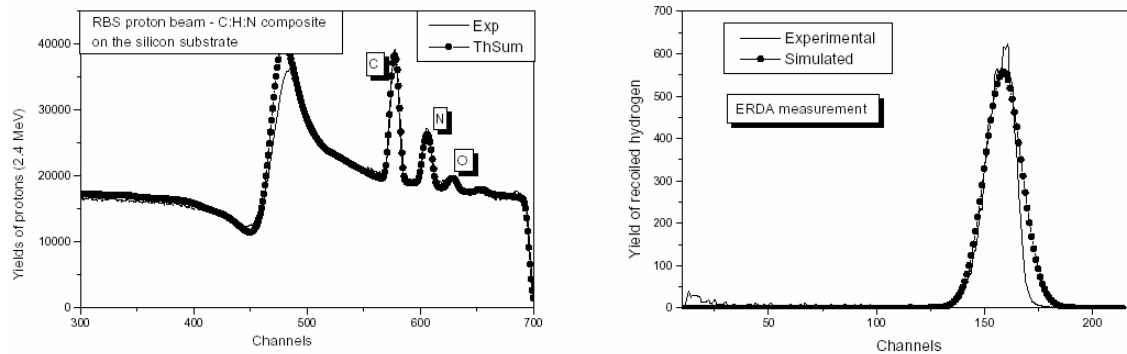 RBS proton beam - C:H:N composite
on the silicon substrate
Exp
ThSum
C
N
O
Yields of protons (2.4 MeV)
40000
30000
20000
10000
0
300
400
500
600
700
Channels
Experimental
Simulated
ERDA measurement
Yield of recoiled hydrogen
700
600
500
400
300
200
100
0
50
100
150
200
Channels